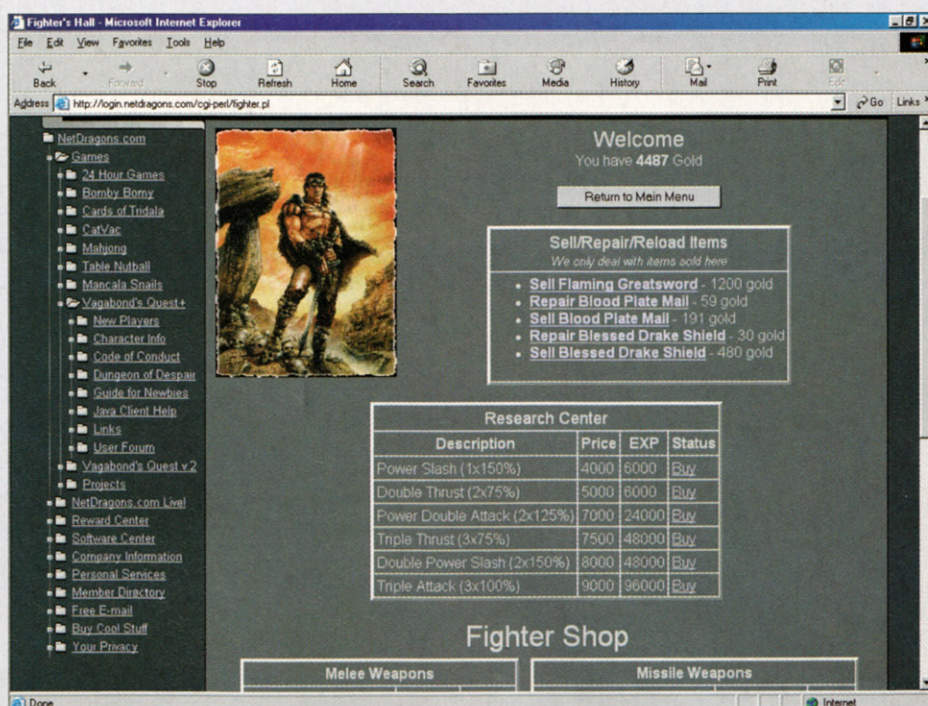 Fighter's Hall - Microsoft Internet Explorer
File Edit View Favorites Tools Help
Back Forward Stop Refresh Home Search Favorites Media History Mail Print Edit
Address http://login.netdragons.com/cgi-perl/fighter.pl Go Links
NetDragons.com
Games
24 Hour Games
Bomby Bomy
Cards of Tridala
CatVac
Mahjong
Table Nutball
Mancala Snails
Vagabond's Quest+
New Players
Character Info
Code of Conduct
Dungeon of Despair
Guide for Newbies
Java Client Help
Links
User Forum
Vagabond's Quest v.2
Projects
NetDragons.com Live!
Reward Center
Software Center
Company Information
Personal Services
Member Directory
Free E-mail
Buy Cool Stuff
Your Privacy
Welcome
You have 4487 Gold
Return to Main Menu
Sell/Repair/Reload Items
We only deal with items sold here
Sell Flaming Greatsword - 1200 gold
Repair Blood Plate Mail - 59 gold
Sell Blood Plate Mail - 191 gold
Repair Blessed Drake Shield - 30 gold
Sell Blessed Drake Shield - 480 gold
Research Center
Description Price EXP Status
Power Slash (1x150%) 4000 6000 Buy
Double Thrust (2x75%) 5000 6000 Buy
Power Double Attack (2x125%) 7000 24000 Buy
Triple Thrust (3x75%) 7500 48000 Buy
Double Power Slash (2x150%) 8000 48000 Buy
Triple Attack (3x100%) 9000 96000 Buy
Fighter Shop
Melee Weapons Missile Weapons
Done Internet